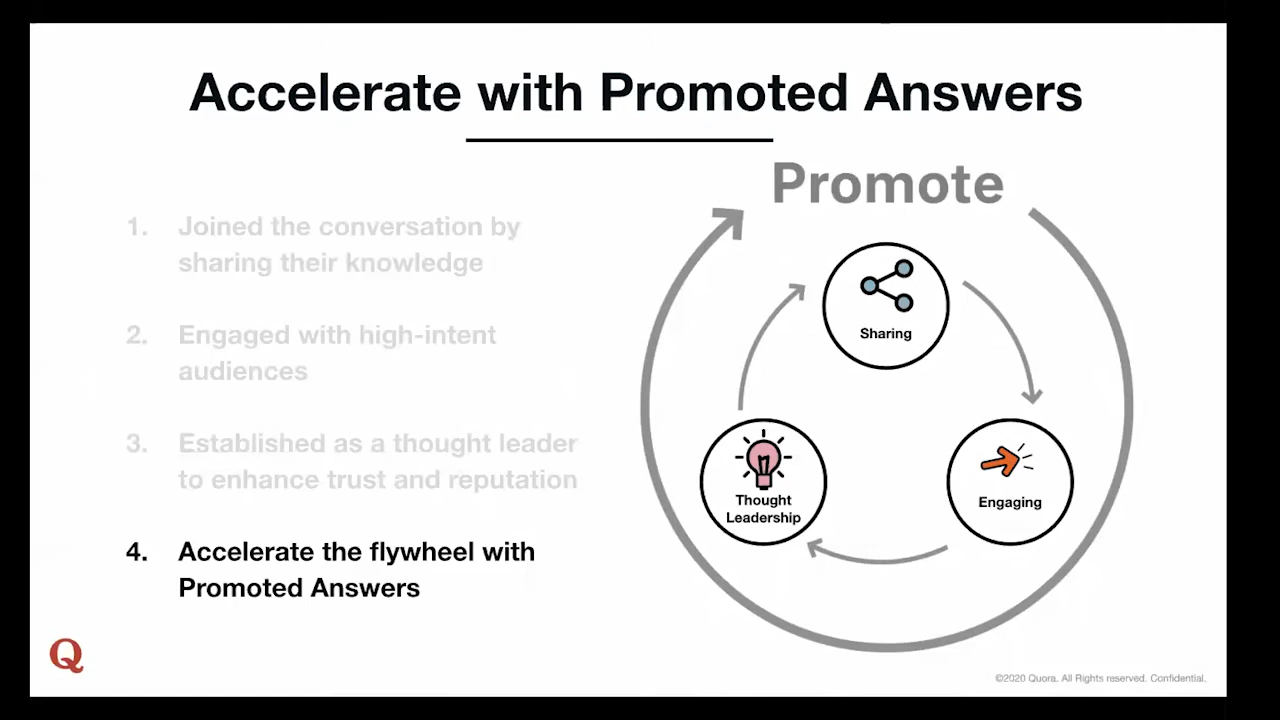 Accelerate with Promoted Answers
1. Joined the conversation by
sharing their knowledge
2. Engaged with high-intent
audiences
3. Established as a thought leader
to enhance trust and reputation
4. Accelerate the flywheel with
Promoted Answers
Promote
Sharing
Engaging
Thought
Leadership
Q
©2020 Quora. All Rights reserved. Confidential.